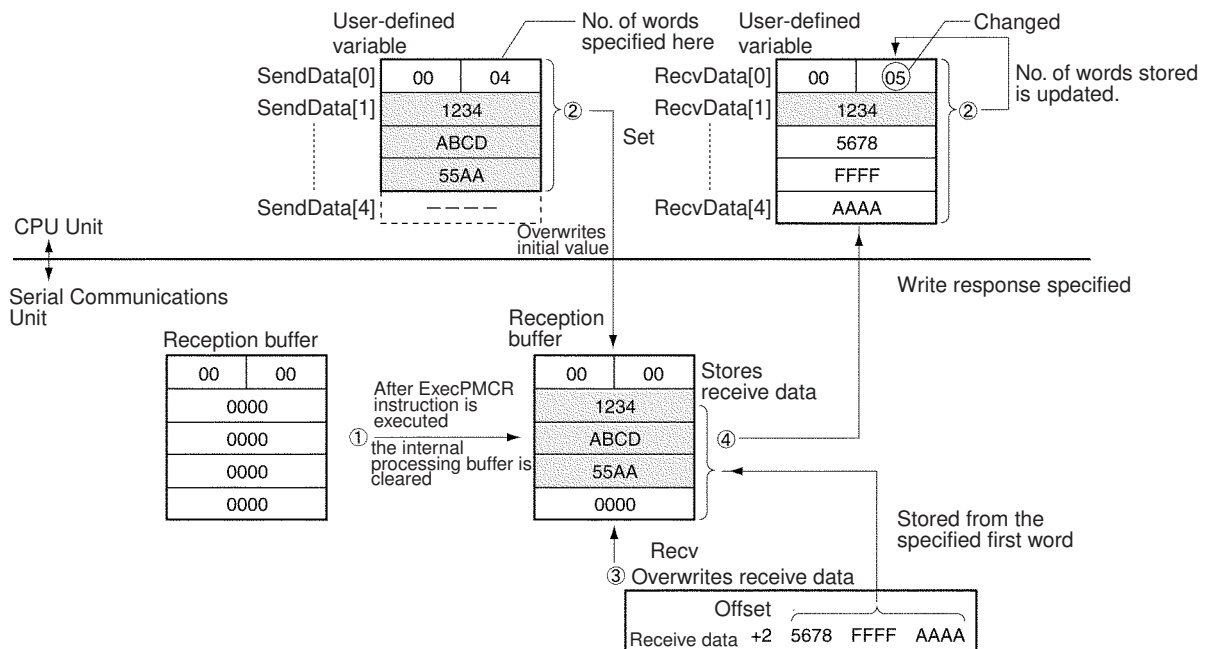 User-defined
variable
No. of words
specified here
User-defined
variable
Changed
SendData[0]
00 04
RecvData[0]
00 05
No. of words stored
is updated.
SendData[1]
1234
②
RecvData[1]
1234
②
ABCD
Set
5678
55AA
FFFF
SendData[4]
RecvData[4]
AAAA
CPU Unit
Overwrites
initial value
Serial Communications
Unit
Write response specified
Reception buffer
Reception
buffer
00 00
00 00
Stores
receive data
0000
0000
0000
0000
①
After ExecPMCR
instruction is
executed
the internal
processing buffer is
cleared
1234
ABCD
55AA
0000
④
Stored from the
specified first word
Recv
③ Overwrites receive data
Offset
Receive data +2 5678 FFFF AAAA